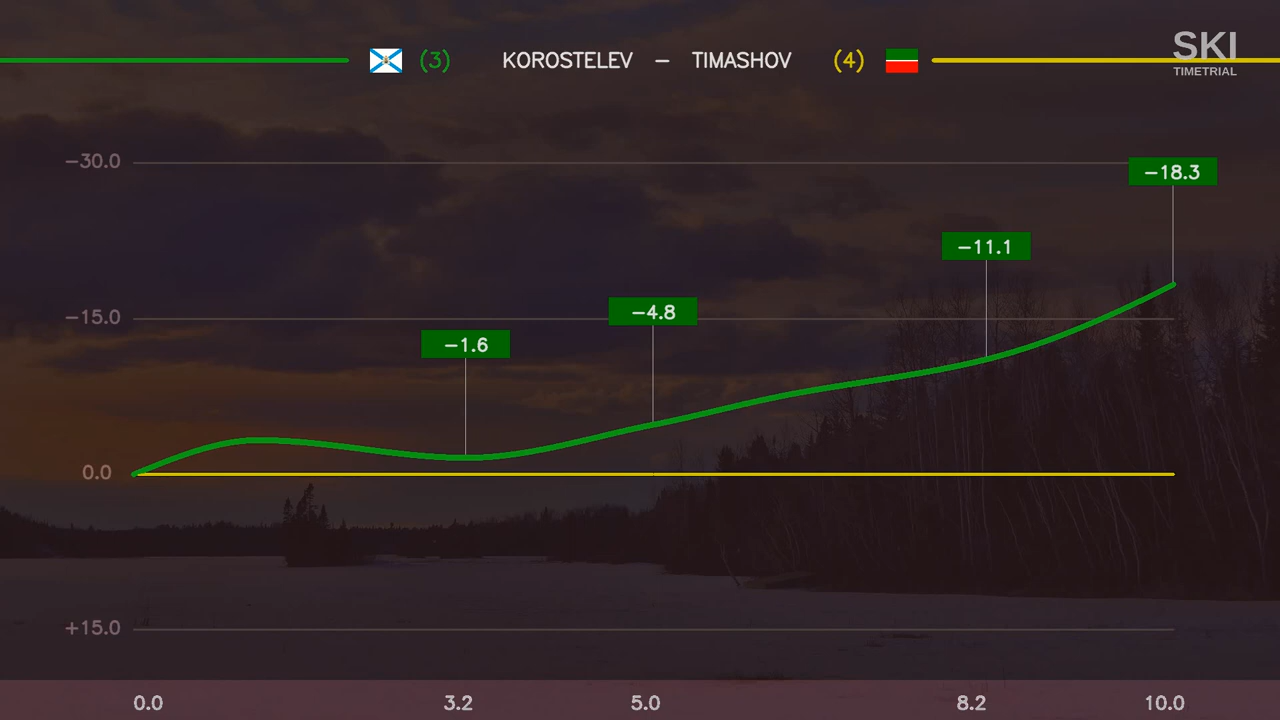 (3) KOROSTELEV – TIMASHOV (4)
SKI
TIMETRIAL
−30.0
−18.3
−11.1
−15.0
−4.8
−1.6
0.0
+15.0
0.0 3.2 5.0 8.2 10.0